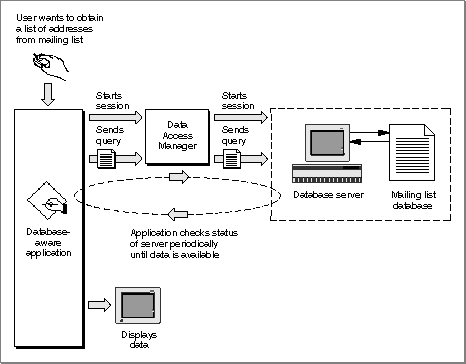 User wants to obtain
a list of addresses
from mailing list
Starts
session
Sends
query
Data
Access
Manager
Starts
session
Sends
query
Database server
Mailing list
database
Database-
aware
application
Application checks status
of server periodically
until data is available
Displays
data